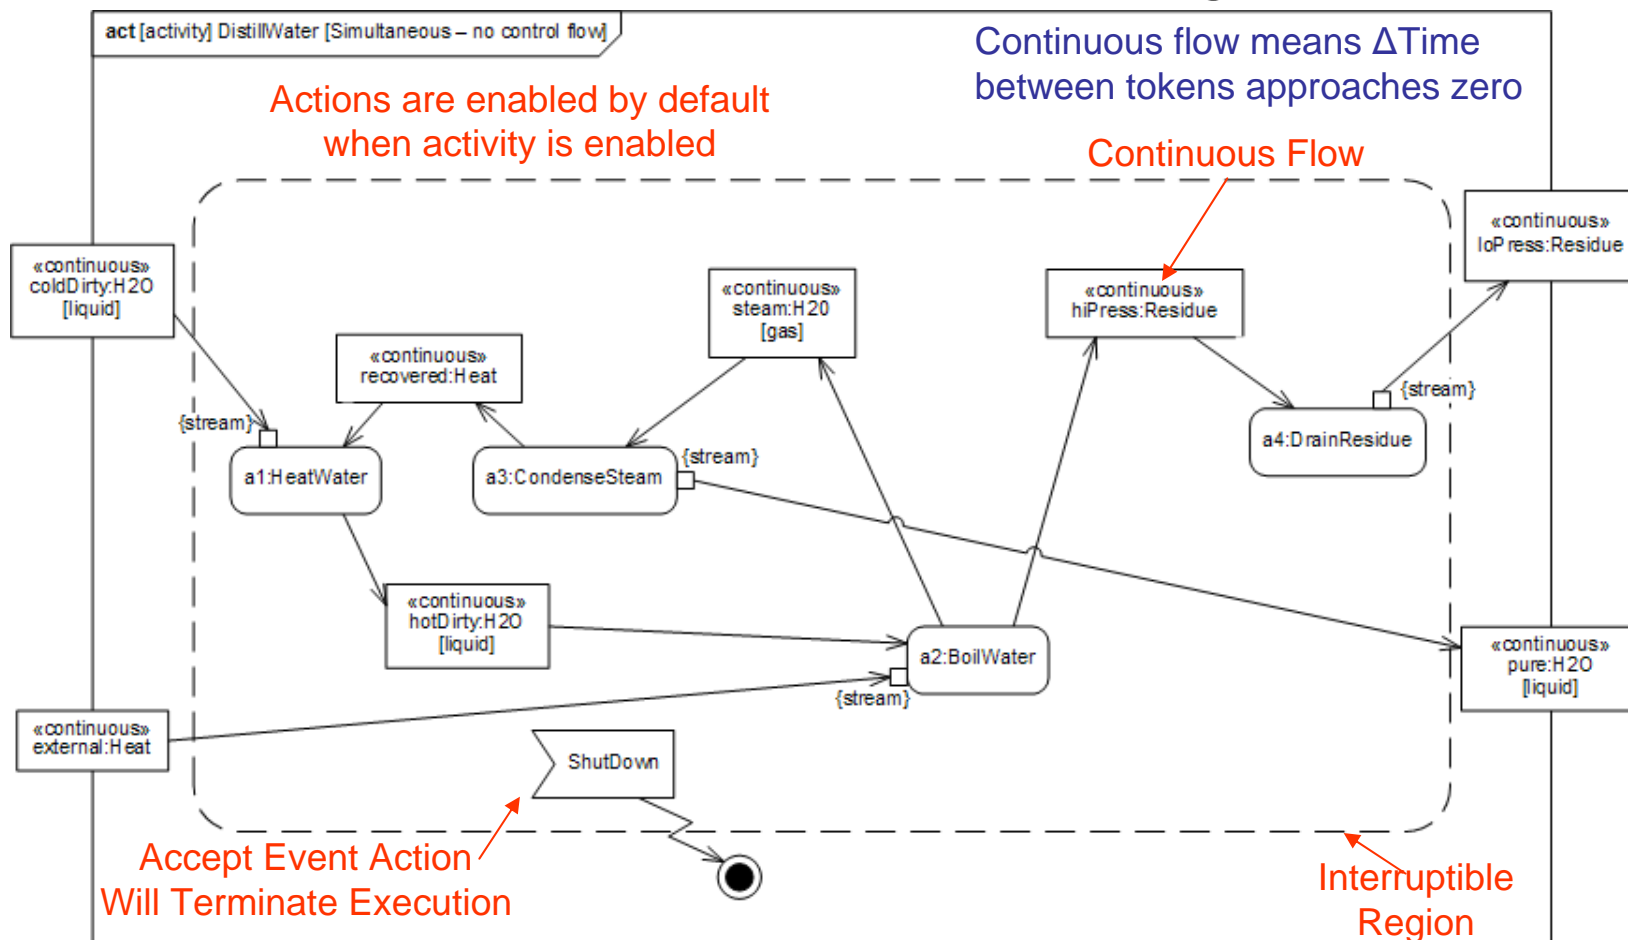 act [activity] DistillWater [Simultaneous – no control flow]
Continuous flow means ΔTime
between tokens approaches zero
Actions are enabled by default
when activity is enabled
Continuous Flow
«continuous»
loPress:Residue
«continuous»
coldDirty:H2O
[liquid]
«continuous»
steam:H20
[gas]
«continuous»
hiPress:Residue
«continuous»
recovered:Heat
{stream}
{stream}
a1:HeatWater
a3:CondenseSteam
{stream}
a4:DrainResidue
«continuous»
hotDirty:H2O
[liquid]
a2:BoilWater
{stream}
«continuous»
pure:H2O
[liquid]
«continuous»
external:Heat
ShutDown
Accept Event Action
Will Terminate Execution
Interruptible
Region